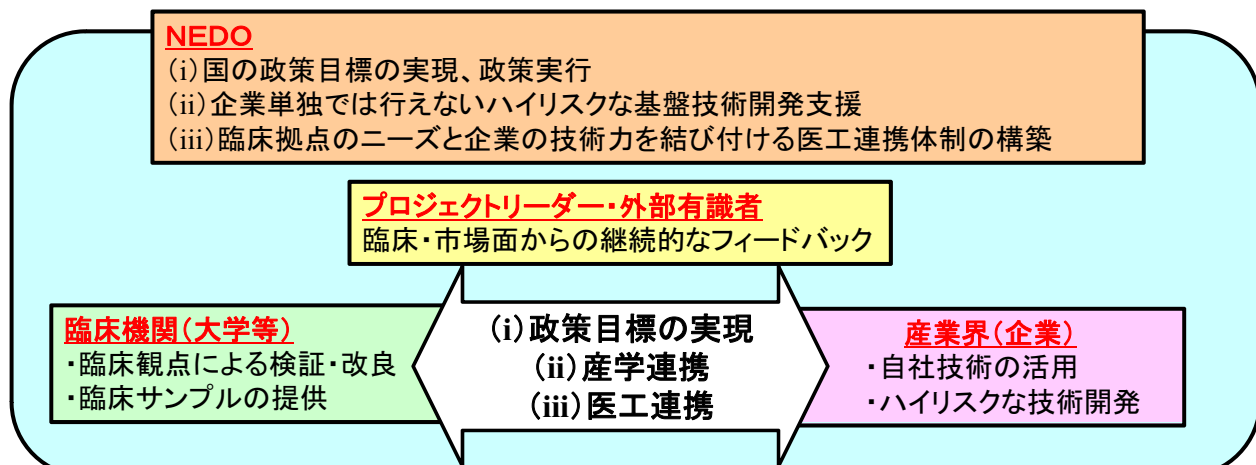 NEDO
(i)国の政策目標の実現、政策実行
(ii)企業単独では行えないハイリスクな基盤技術開発支援
(iii)臨床拠点のニーズと企業の技術力を結び付ける医工連携体制の構築
プロジェクトリーダー・外部有識者
臨床・市場面からの継続的なフィードバック
臨床機関(大学等)
・臨床観点による検証・改良
・臨床サンプルの提供
(i)政策目標の実現
(ii)産学連携
(iii)医工連携
産業界(企業)
・自社技術の活用
・ハイリスクな技術開発